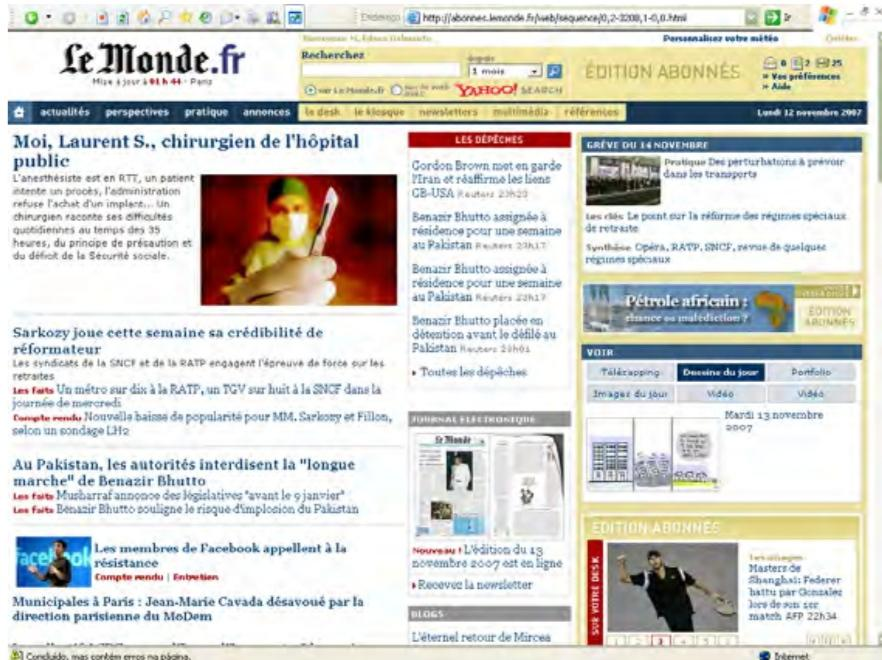 Endereço http://abonnes.lemonde.fr/web/sequence/0,2-3208,1-0,0.html Ir
Le Monde.fr
Mise à jour à 01 h 44 - Paris
Personnalisez votre météo
Recherchez
depuis
1 mois
sur Le Monde.fr
YAHOO! SEARCH
ÉDITION ABONNÉS
0 2 25
» Vos préférences
» Aide
actualités perspectives pratique annonces le desk le kiosque newsletters multimédia références
Lundi 12 novembre 2007
Moi, Laurent S., chirurgien de l'hôpital
public
L'anesthésiste est en RTT, un patient
intente un procès, l'administration
refuse l'achat d'un implant... Un
chirurgien raconte ses difficultés
quotidiennes au temps des 35
heures, du principe de précaution et
du déficit de la Sécurité sociale.
Sarkozy joue cette semaine sa crédibilité de
réformateur
Les syndicats de la SNCF et de la RATP engagent l'épreuve de force sur les
retraites
Les faits Un métro sur dix à la RATP, un TGV sur huit à la SNCF dans la
journée de mercredi
Compte rendu Nouvelle baisse de popularité pour MM. Sarkozy et Fillon,
selon un sondage LH2
Au Pakistan, les autorités interdisent la "longue
marche" de Benazir Bhutto
Les faits Musharraf annonce des législatives "avant le 9 janvier"
Les faits Benazir Bhutto souligne le risque d'implosion du Pakistan
facebook
Les membres de Facebook appellent à la
résistance
Compte rendu | Entretien
Municipales à Paris : Jean-Marie Cavada désavoué par la
direction parisienne du MoDem
LES DÉPÊCHES
Gordon Brown met en garde
l'Iran et réaffirme les liens
GB-USA Reuters 23h20
Benazir Bhutto assignée à
résidence pour une semaine
au Pakistan Reuters 23h17
Benazir Bhutto assignée à
résidence pour une semaine
au Pakistan Reuters 23h17
Benazir Bhutto placée en
détention avant le défilé au
Pakistan Reuters 23h01
Toutes les dépêches
JOURNAL ÉLECTRONIQUE
Le Monde
Nouveau ! L'édition du 13
novembre 2007 est en ligne
Recevez la newsletter
BLOGS
L'éternel retour de Mircea
GRÈVE DU 14 NOVEMBRE
Pratique Des perturbations à prévoir
dans les transports
Les clés Le point sur la réforme des régimes spéciaux
de retraite
Synthèse Opéra, RATP, SNCF, revue de quelques
régimes spéciaux
Pétrole africain :
chance ou malédiction ?
ÉDITION
ABONNÉS
VOIR
Télézapping Dessins du jour Portfolio
Images du jour Vidéo Vidéo
Mardi 13 novembre
2007
ÉDITION ABONNÉS
SUR VOTRE DESK
Les images
Masters de
Shanghaï: Federer
battu par Gonzalez
lors de son 1er
match AFP 22h34
1 2 3 4 5 6
Concluído, mas contém erros na página.
Internet